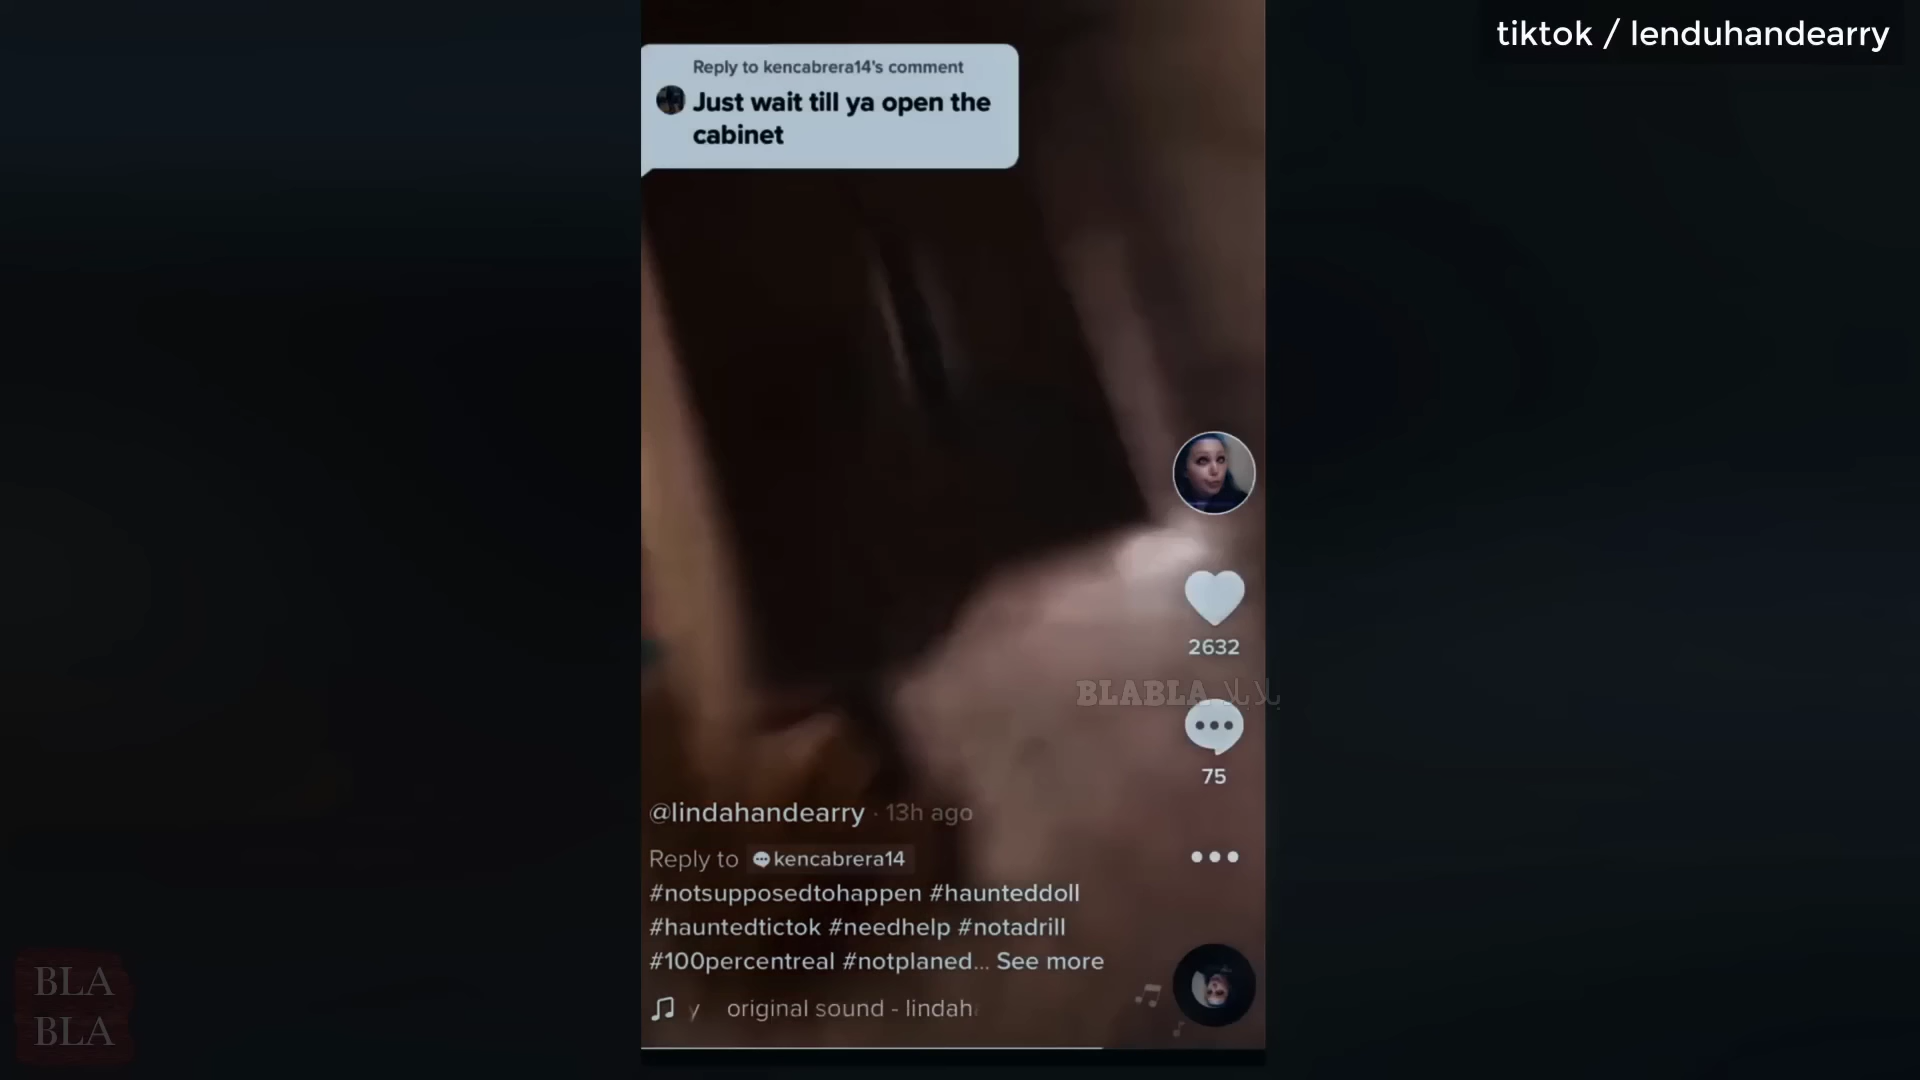 tiktok / lenduhandearry
Reply to kencabrera14's comment
Just wait till ya open the
cabinet
2632
BLABLA بلابلا
75
@lindahandearry · 13h ago
Reply to kencabrera14
#notsupposedtohappen #haunteddoll
#hauntedtictok #needhelp #notadrill
#100percentreal #notplaned... See more
y original sound - lindah
BLA
BLA